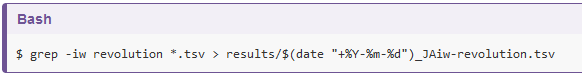 Bash
$ grep -iw revolution *.tsv > results/$(date "+%Y-%m-%d")_JAiw-revolution.tsv